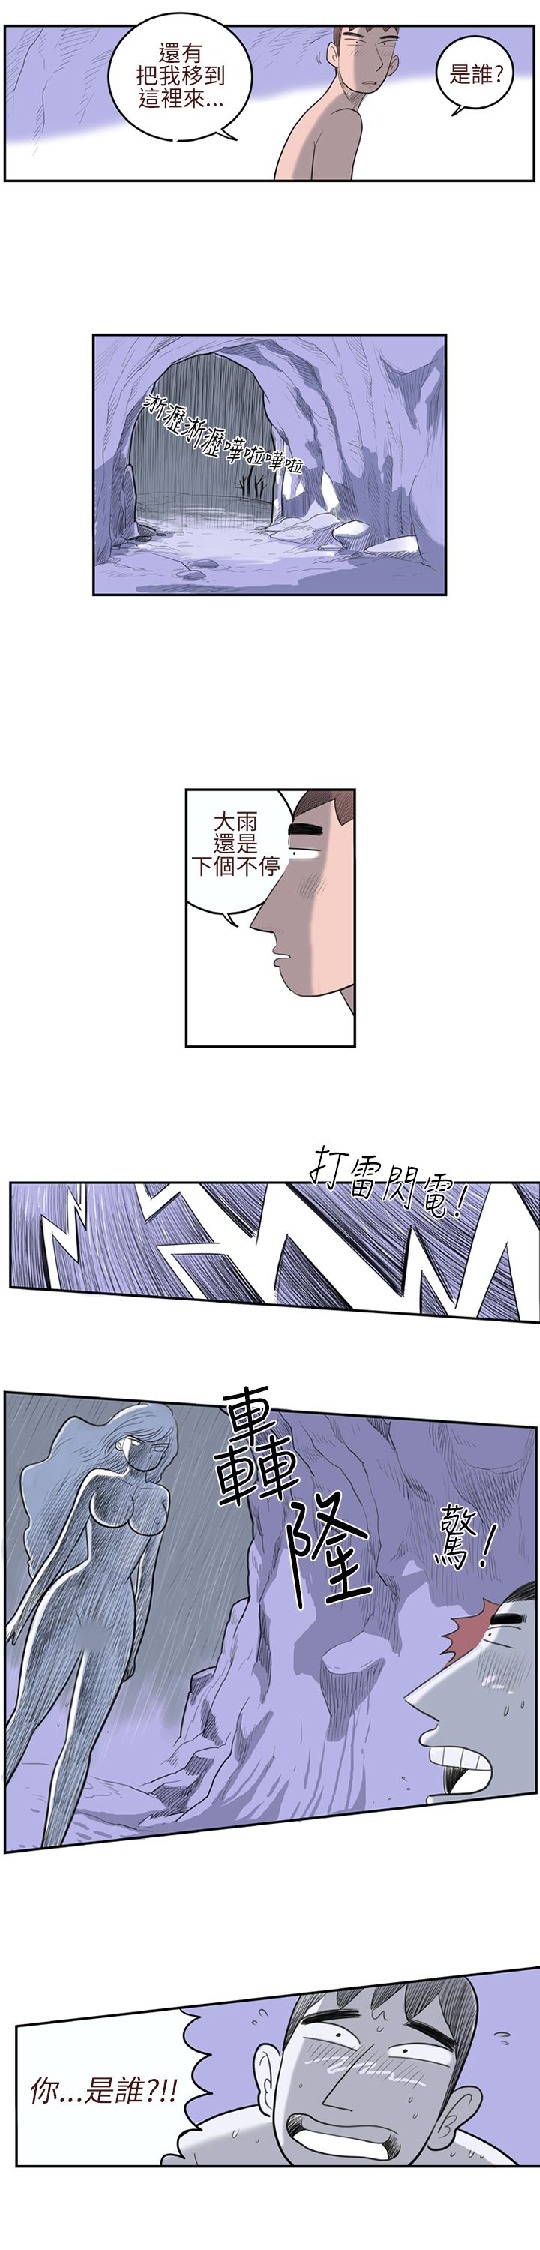 還有
把我移到
這裡來...
是誰?
淅瀝淅瀝嘩啦嘩啦
大雨
還是
下個不停
打雷閃電!
轟隆
驚!
你...是誰?!!